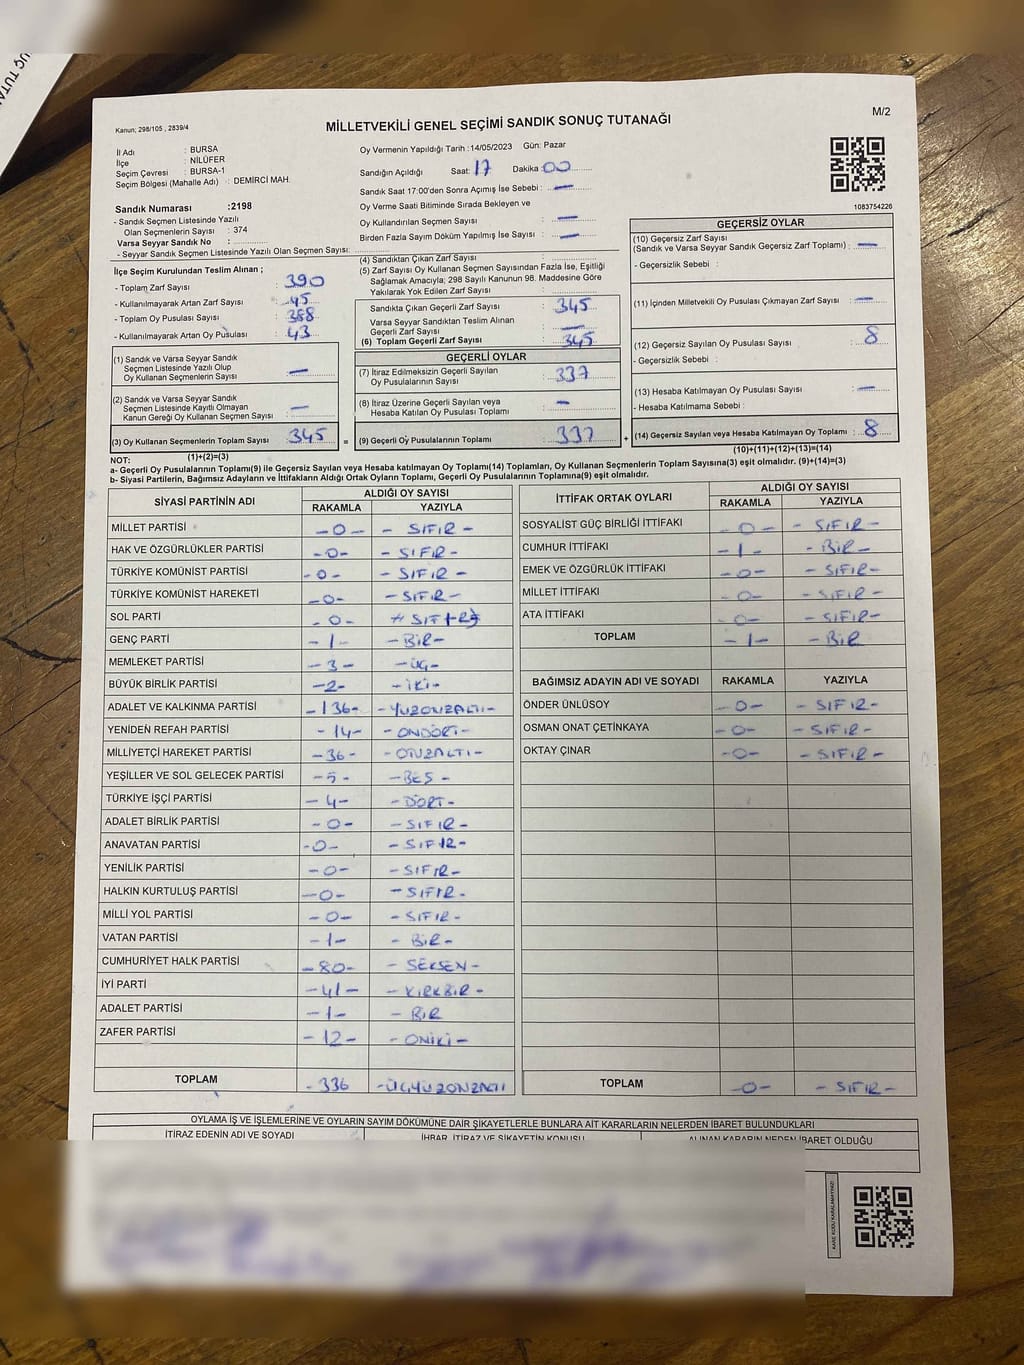 UÇ TUTA
M/2
Kanun; 298/105 , 2839/4
MİLLETVEKİLİ GENEL SEÇİMİ SANDIK SONUÇ TUTANAĞI
İl Adı : BURSA
İlçe : NİLÜFER
Seçim Çevresi : BURSA-1
Seçim Bölgesi (Mahalle Adı) : DEMİRCİ MAH.
Oy Vermenin Yapıldığı Tarih :14/05/2023 Gün: Pazar
Sandığın Açıldığı Saat: 17 Dakika :00
Sandık Saat 17:00'den Sonra Açımış İse Sebebi : —
Oy Verme Saati Bitiminde Sırada Bekleyen ve
Oy Kullandırılan Seçmen Sayısı : —
Birden Fazla Sayım Döküm Yapılmış İse Sayısı : —
1083754226
Sandık Numarası :2198
- Sandık Seçmen Listesinde Yazılı
Olan Seçmenlerin Sayısı : 374
Varsa Seyyar Sandık No :
- Seyyar Sandık Seçmen Listesinde Yazılı Olan Seçmen Sayısı:
İlçe Seçim Kurulundan Teslim Alınan ;
- Toplam Zarf Sayısı : 390
- Kullanılmayarak Artan Zarf Sayısı : 45
- Toplam Oy Pusulası Sayısı : 388
- Kullanılmayarak Artan Oy Pusulası : 43
(1) Sandık ve Varsa Seyyar Sandık
Seçmen Listesinde Yazılı Olup
Oy Kullanan Seçmenlerin Sayısı : —
(2) Sandık ve Varsa Seyyar Sandık
Seçmen Listesinde Kayıtlı Olmayan
Kanun Gereği Oy Kullanan Seçmen Sayısı : —
(3) Oy Kullanan Seçmenlerin Toplam Sayısı : 345 =
(1)+(2)=(3)
(4) Sandıktan Çıkan Zarf Sayısı :
(5) Zarf Sayısı Oy Kullanan Seçmen Sayısından Fazla İse, Eşitliği
Sağlamak Amacıyla; 298 Sayılı Kanunun 98. Maddesine Göre
Yakılarak Yok Edilen Zarf Sayısı :
Sandıkta Çıkan Geçerli Zarf Sayısı : 345
Varsa Seyyar Sandıktan Teslim Alınan
Geçerli Zarf Sayısı : —
(6) Toplam Geçerli Zarf Sayısı : 345
GEÇERLİ OYLAR
(7) İtiraz Edilmeksizin Geçerli Sayılan
Oy Pusulalarının Sayısı : 337
(8) İtiraz Üzerine Geçerli Sayılan veya
Hesaba Katılan Oy Pusulası Toplamı : —
(9) Geçerli Oy Pusulalarının Toplamı : 337 +
GEÇERSİZ OYLAR
(10) Geçersiz Zarf Sayısı
(Sandık ve Varsa Seyyar Sandık Geçersiz Zarf Toplamı) : —
- Geçersizlik Sebebi :
(11) İçinden Milletvekili Oy Pusulası Çıkmayan Zarf Sayısı : —
(12) Geçersiz Sayılan Oy Pusulası Sayısı : 8
- Geçersizlik Sebebi :
(13) Hesaba Katılmayan Oy Pusulası Sayısı : —
- Hesaba Katılmama Sebebi :
(14) Geçersiz Sayılan veya Hesaba Katılmayan Oy Toplamı : 8
(10)+(11)+(12)+(13)=(14)
NOT:
a- Geçerli Oy Pusulalarının Toplamı(9) ile Geçersiz Sayılan veya Hesaba katılmayan Oy Toplamı(14) Toplamları, Oy Kullanan Seçmenlerin Toplam Sayısına(3) eşit olmalıdır. (9)+(14)=(3)
b- Siyasi Partilerin, Bağımsız Adayların ve İttifakların Aldığı Ortak Oyların Toplamı, Geçerli Oy Pusulalarının Toplamına(9) eşit olmalıdır.
SİYASİ PARTİNİN ADI ALDIĞI OY SAYISI
RAKAMLA YAZIYLA
MİLLET PARTİSİ -0- - SIFIR -
HAK VE ÖZGÜRLÜKLER PARTİSİ -0- - SIFIR -
TÜRKİYE KOMÜNİST PARTİSİ -0- - SIFIR -
TÜRKİYE KOMÜNİST HAREKETİ -0- - SIFIR -
SOL PARTİ -0- SIFIR
GENÇ PARTİ -1- -BİR-
MEMLEKET PARTİSİ -3- -ÜÇ-
BÜYÜK BİRLİK PARTİSİ -2- -İKİ-
ADALET VE KALKINMA PARTİSİ -136- -YUZONZALTI-
YENİDEN REFAH PARTİSİ -14- -ONDÖRT-
MİLLİYETÇİ HAREKET PARTİSİ -36- -OTUZALTI-
YEŞİLLER VE SOL GELECEK PARTİSİ -5- -BEŞ-
TÜRKİYE İŞÇİ PARTİSİ -4- -DÖRT-
ADALET BİRLİK PARTİSİ -0- -SIFIR-
ANAVATAN PARTİSİ -0- -SIFIR-
YENİLİK PARTİSİ -0- -SIFIR-
HALKIN KURTULUŞ PARTİSİ -0- -SIFIR-
MİLLİ YOL PARTİSİ -0- -SIFIR-
VATAN PARTİSİ -1- -BİR-
CUMHURİYET HALK PARTİSİ -80- -SEKSEN-
İYİ PARTİ -41- -KIRKBİR-
ADALET PARTİSİ -1- -BİR
ZAFER PARTİSİ -12- -ONİKİ-
TOPLAM -336 -ÜÇYUZONZALTI
İTTİFAK ORTAK OYLARI ALDIĞI OY SAYISI
RAKAMLA YAZIYLA
SOSYALİST GÜÇ BİRLİĞİ İTTİFAKI -0- - SIFIR -
CUMHUR İTTİFAKI -1- -BİR-
EMEK VE ÖZGÜRLÜK İTTİFAKI -0- -SIFIR-
MİLLET İTTİFAKI -0- -SIFIR-
ATA İTTİFAKI -0- -SIFIR-
TOPLAM -1- -BİR
BAĞIMSIZ ADAYIN ADI VE SOYADI RAKAMLA YAZIYLA
ÖNDER ÜNLÜSOY -0- -SIFIR-
OSMAN ONAT ÇETİNKAYA -0- -SIFIR-
OKTAY ÇINAR -0- -SIFIR-
TOPLAM -0- -SIFIR-
OYLAMA İŞ VE İŞLEMLERİNE VE OYLARIN SAYIM DÖKÜMÜNE DAİR ŞİKAYETLERLE BUNLARA AİT KARARLARIN NELERDEN İBARET BULUNDUKLARI
İTİRAZ EDENİN ADI VE SOYADI İHBAR, İTİRAZ VE ŞİKAYETİN KONUSU ALINAN KARARIN NEDEN İBARET OLDUĞU
KARE KODU KARALAMAYINIZ!